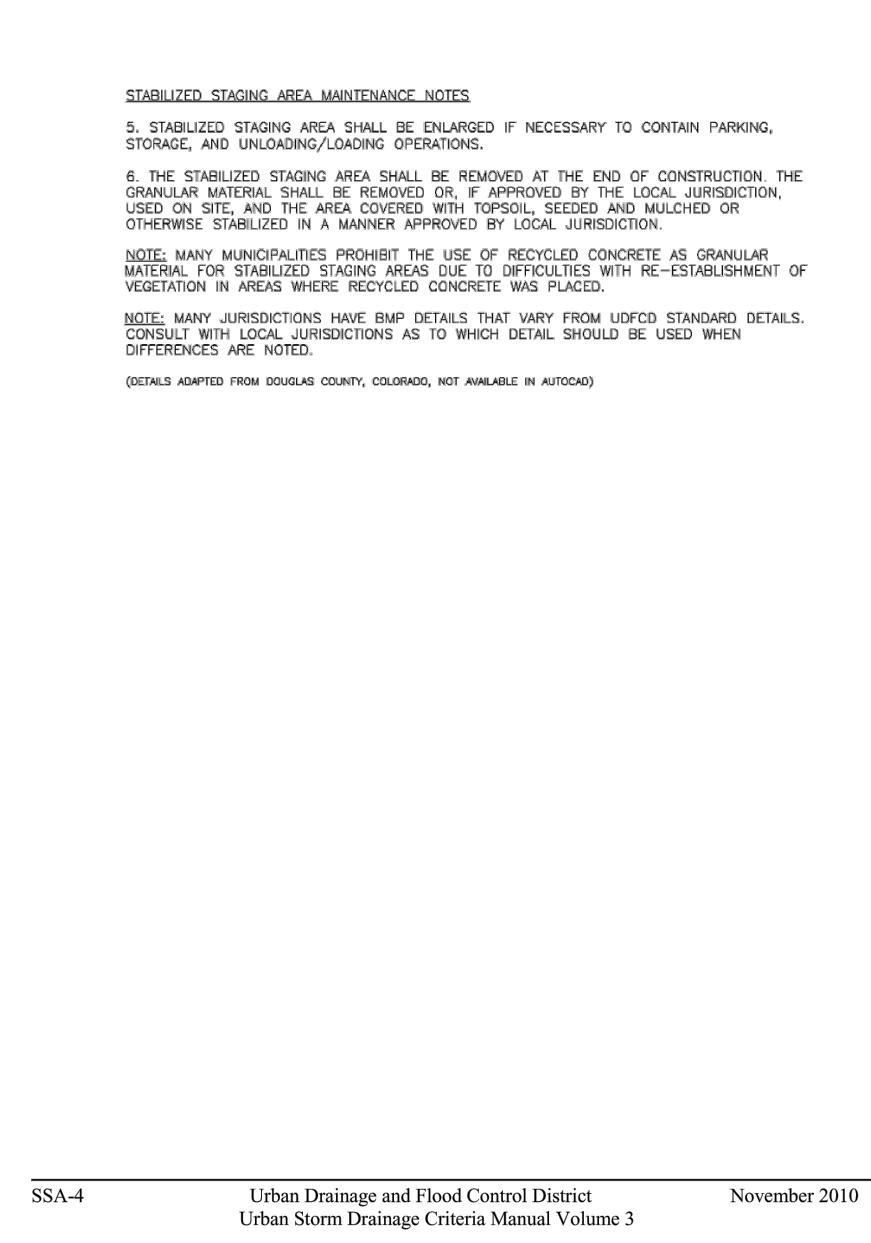 STABILIZED STAGING AREA MAINTENANCE NOTES
5. STABILIZED STAGING AREA SHALL BE ENLARGED IF NECESSARY TO CONTAIN PARKING,
STORAGE, AND UNLOADING/LOADING OPERATIONS.
6. THE STABILIZED STAGING AREA SHALL BE REMOVED AT THE END OF CONSTRUCTION. THE
GRANULAR MATERIAL SHALL BE REMOVED OR, IF APPROVED BY THE LOCAL JURISDICTION,
USED ON SITE, AND THE AREA COVERED WITH TOPSOIL, SEEDED AND MULCHED OR
OTHERWISE STABILIZED IN A MANNER APPROVED BY LOCAL JURISDICTION.
NOTE: MANY MUNICIPALITIES PROHIBIT THE USE OF RECYCLED CONCRETE AS GRANULAR
MATERIAL FOR STABILIZED STAGING AREAS DUE TO DIFFICULTIES WITH RE-ESTABLISHMENT OF
VEGETATION IN AREAS WHERE RECYCLED CONCRETE WAS PLACED.
NOTE: MANY JURISDICTIONS HAVE BMP DETAILS THAT VARY FROM UDFCD STANDARD DETAILS.
CONSULT WITH LOCAL JURISDICTIONS AS TO WHICH DETAIL SHOULD BE USED WHEN
DIFFERENCES ARE NOTED.
(DETAILS ADAPTED FROM DOUGLAS COUNTY, COLORADO, NOT AVAILABLE IN AUTOCAD)
SSA-4 Urban Drainage and Flood Control District November 2010
Urban Storm Drainage Criteria Manual Volume 3